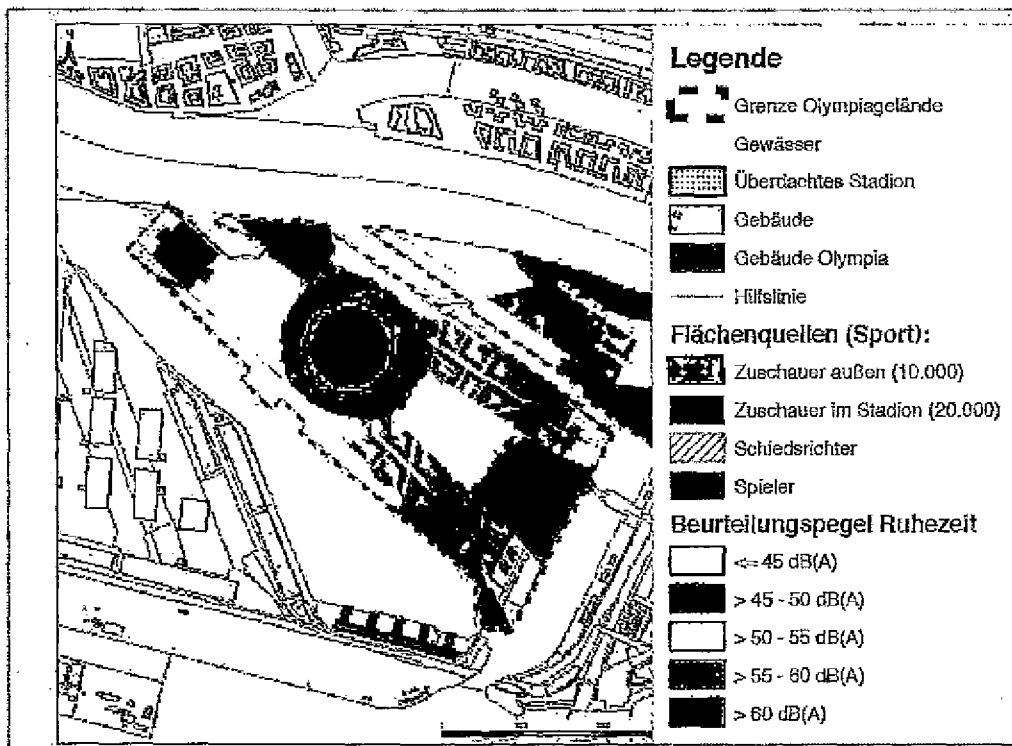 Legende
Grenze Olympiagelände
Gewässer
Überdachtes Stadion
Gebäude
Gebäude Olympia
Hilfslinie
Flächenquellen (Sport):
Zuschauer außen (10.000)
Zuschauer im Stadion (20.000)
Schiedsrichter
Spieler
Beurteilungspegel Ruhezeit
<= 45 dB(A)
> 45 - 50 dB(A)
> 50 - 55 dB(A)
> 55 - 60 dB(A)
> 60 dB(A)